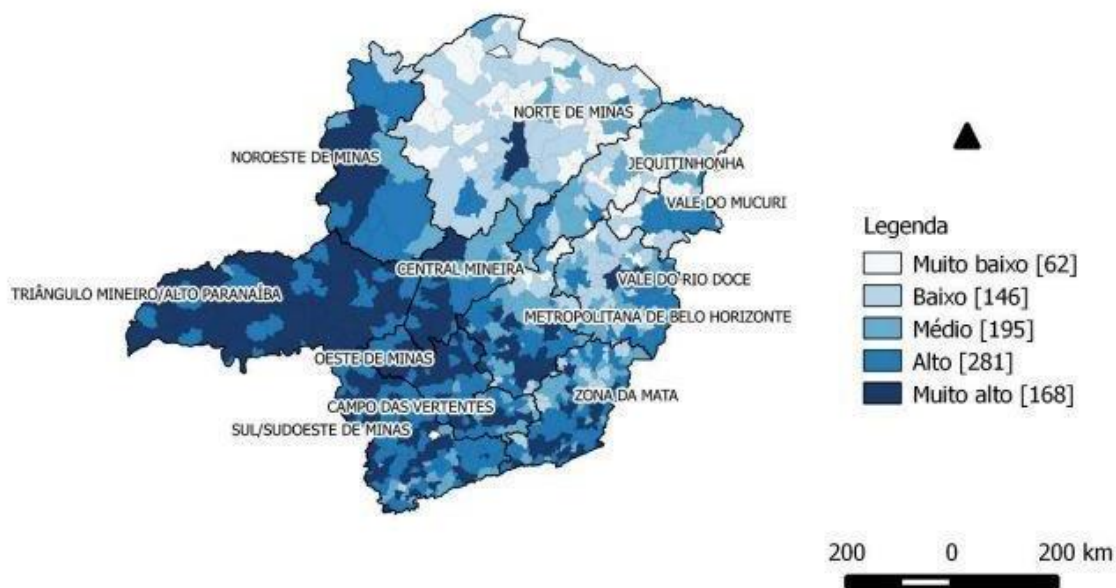 NORTE DE MINAS
NOROESTE DE MINAS
JEQUITINHONHA
VALE DO MUCURI
CENTRAL MINEIRA
VALE DO RIO DOCE
TRIÂNGULO MINEIRO/ALTO PARANAÍBA
METROPOLITANA DE BELO HORIZONTE
OESTE DE MINAS
ZONA DA MATA
CAMPO DAS VERTENTES
SUL/SUDOESTE DE MINAS
Legenda
Muito baixo [62]
Baixo [146]
Médio [195]
Alto [281]
Muito alto [168]
200 0 200 km